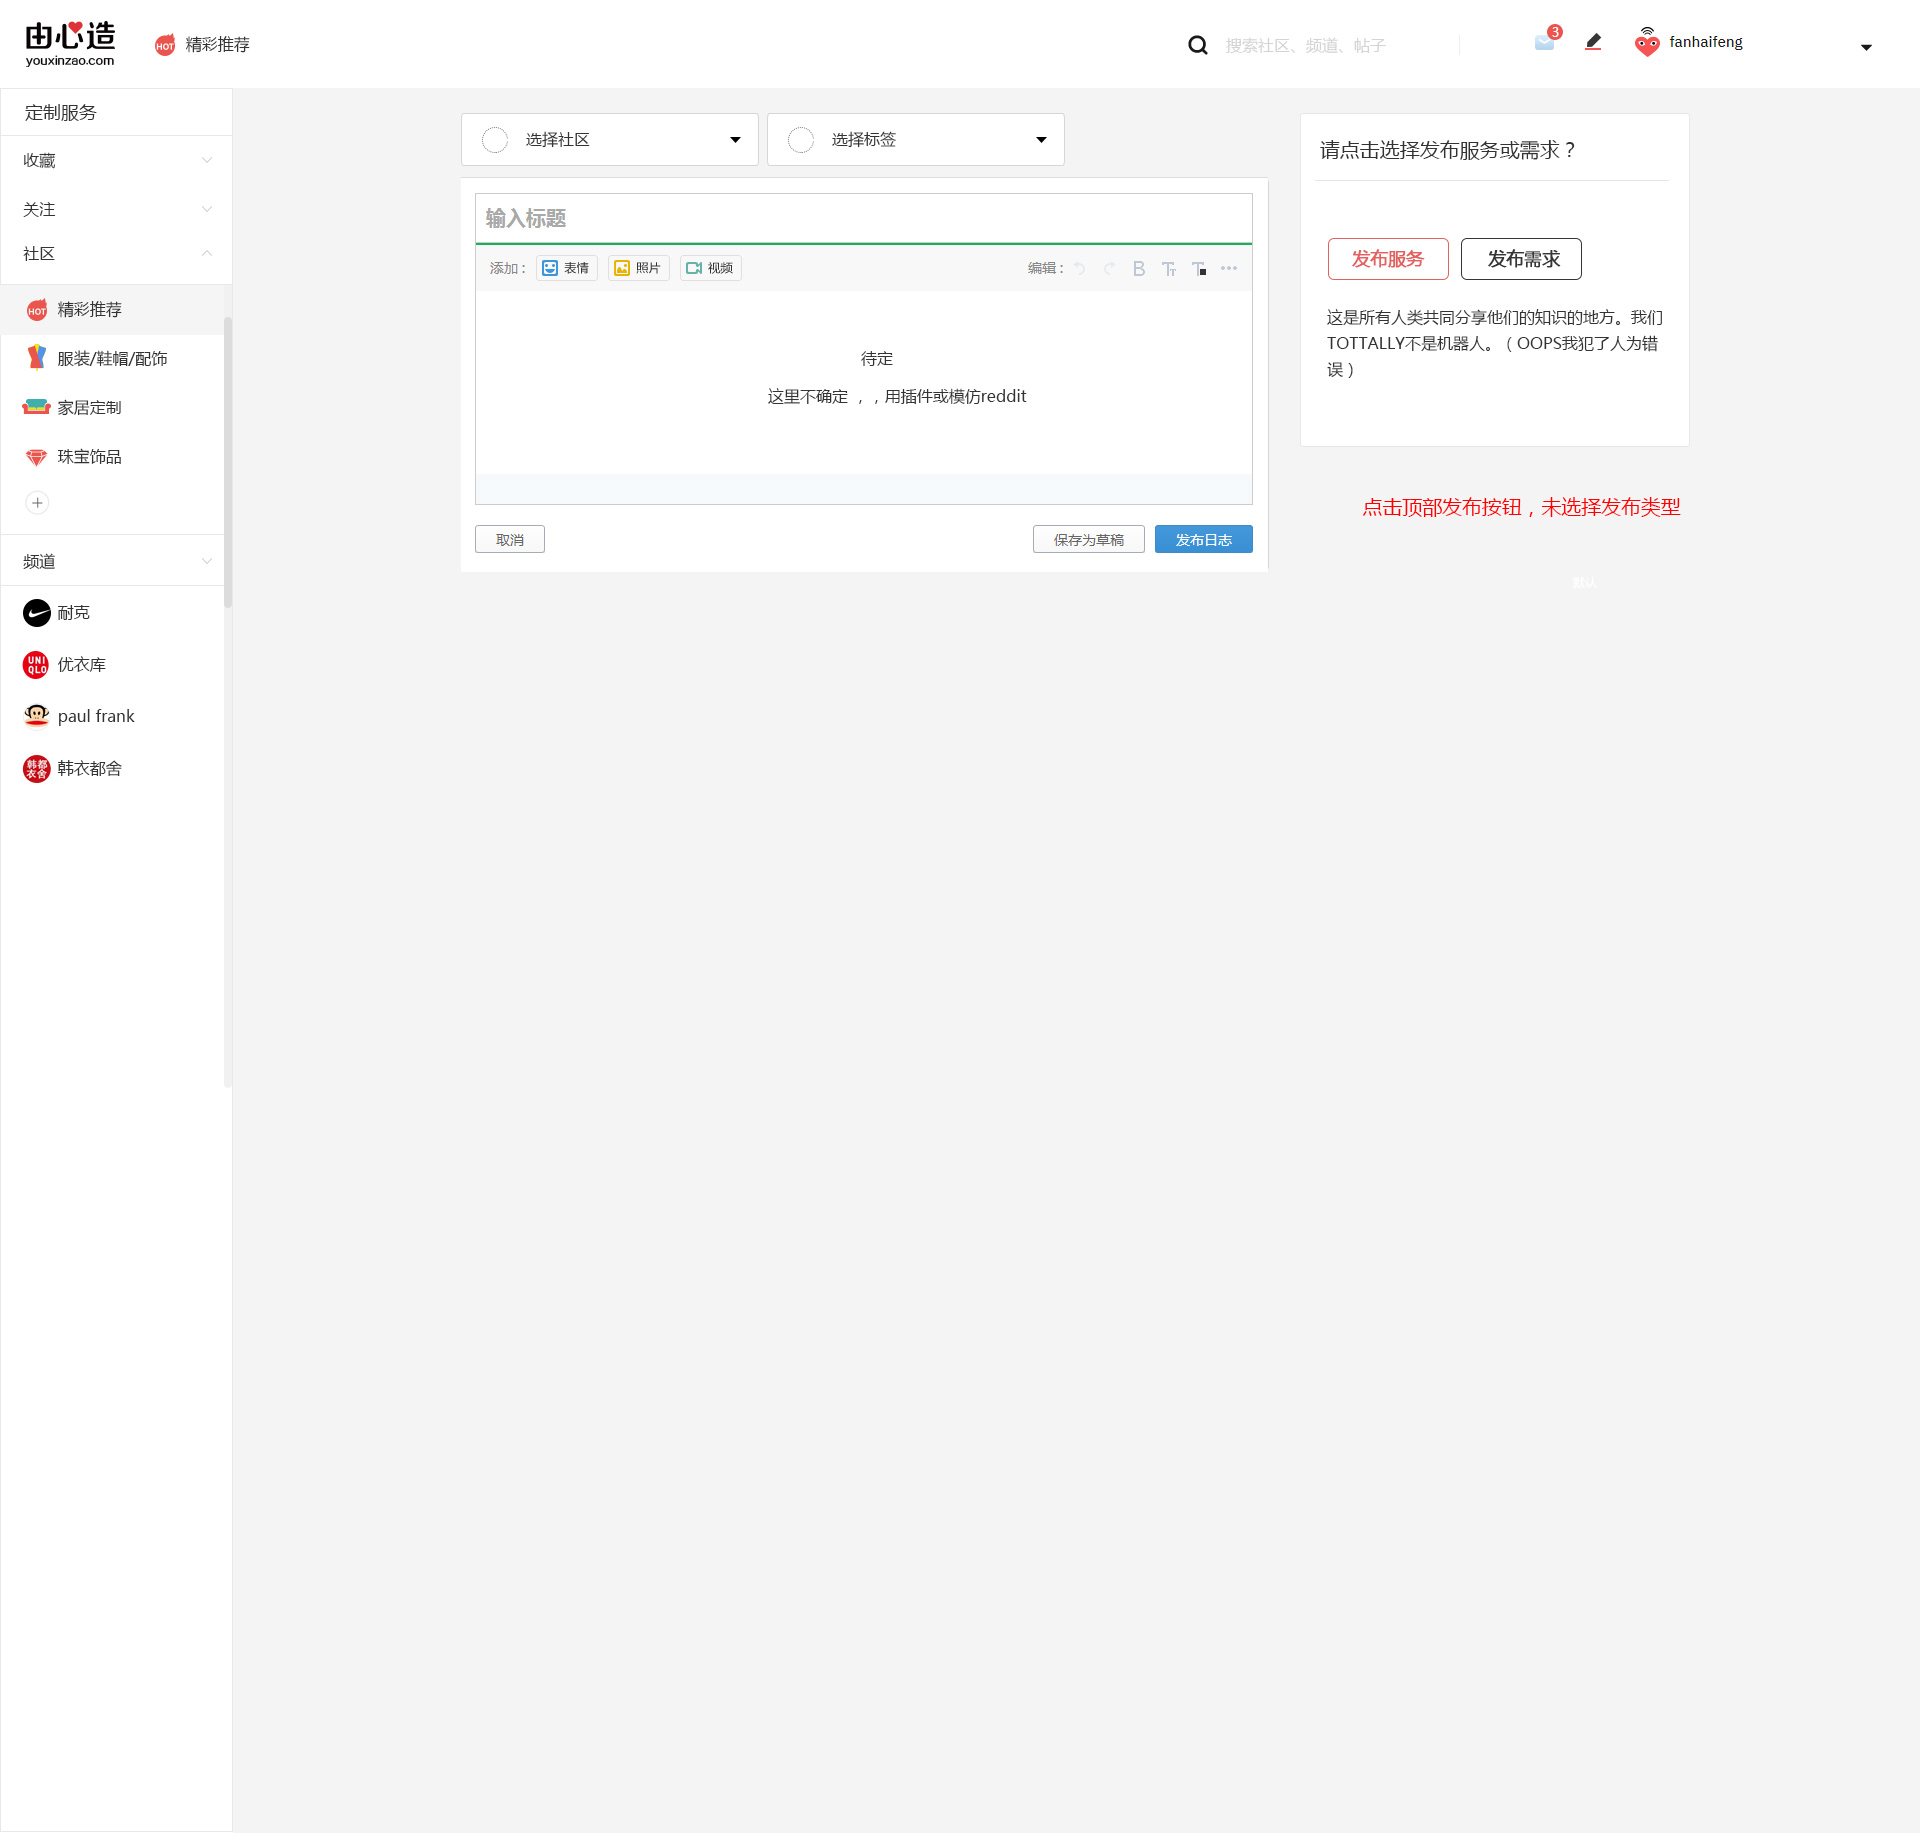 由心造
youxinzao.com
HOT 精彩推荐
搜索社区、频道、帖子
3
fanhaifeng
定制服务
收藏
关注
社区
HOT 精彩推荐
服装/鞋帽/配饰
家居定制
珠宝饰品
频道
耐克
UNI QLO 优衣库
paul frank
韩都衣舍 韩衣都舍
选择社区
选择标签
输入标题
添加： 表情 照片 视频 编辑：
待定
这里不确定 ，，用插件或模仿reddit
取消
保存为草稿
发布日志
请点击选择发布服务或需求？
发布服务
发布需求
这是所有人类共同分享他们的知识的地方。我们
TOTTALLY不是机器人。（OOPS我犯了人为错
误）
点击顶部发布按钮，未选择发布类型
默认